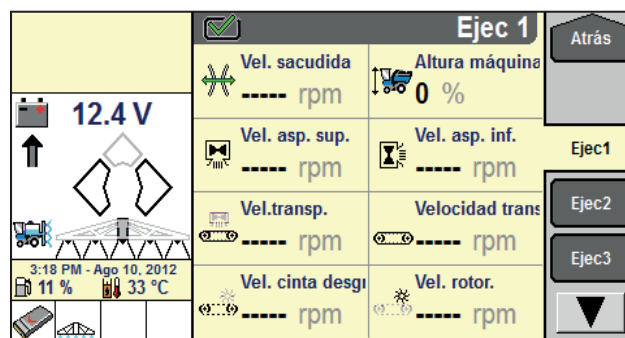 Ejec 1
Atrás
Vel. sacudida
----- rpm
Altura máquina
0 %
12.4 V
Vel. asp. sup.
----- rpm
Vel. asp. inf.
----- rpm
Ejec1
Vel.transp.
----- rpm
Velocidad trans
----- rpm
Ejec2
3:18 PM - Ago 10, 2012
11 %
33 °C
Vel. cinta desgr
----- rpm
Vel. rotor.
----- rpm
Ejec3